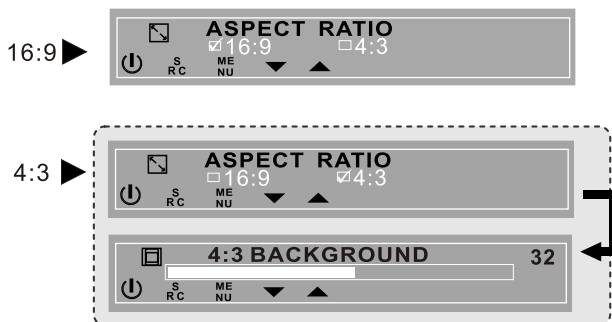 ASPECT RATIO
16:9 4:3
16:9
S RC ME NU
ASPECT RATIO
16:9 4:3
4:3
S RC ME NU
4:3 BACKGROUND 32
S RC ME NU